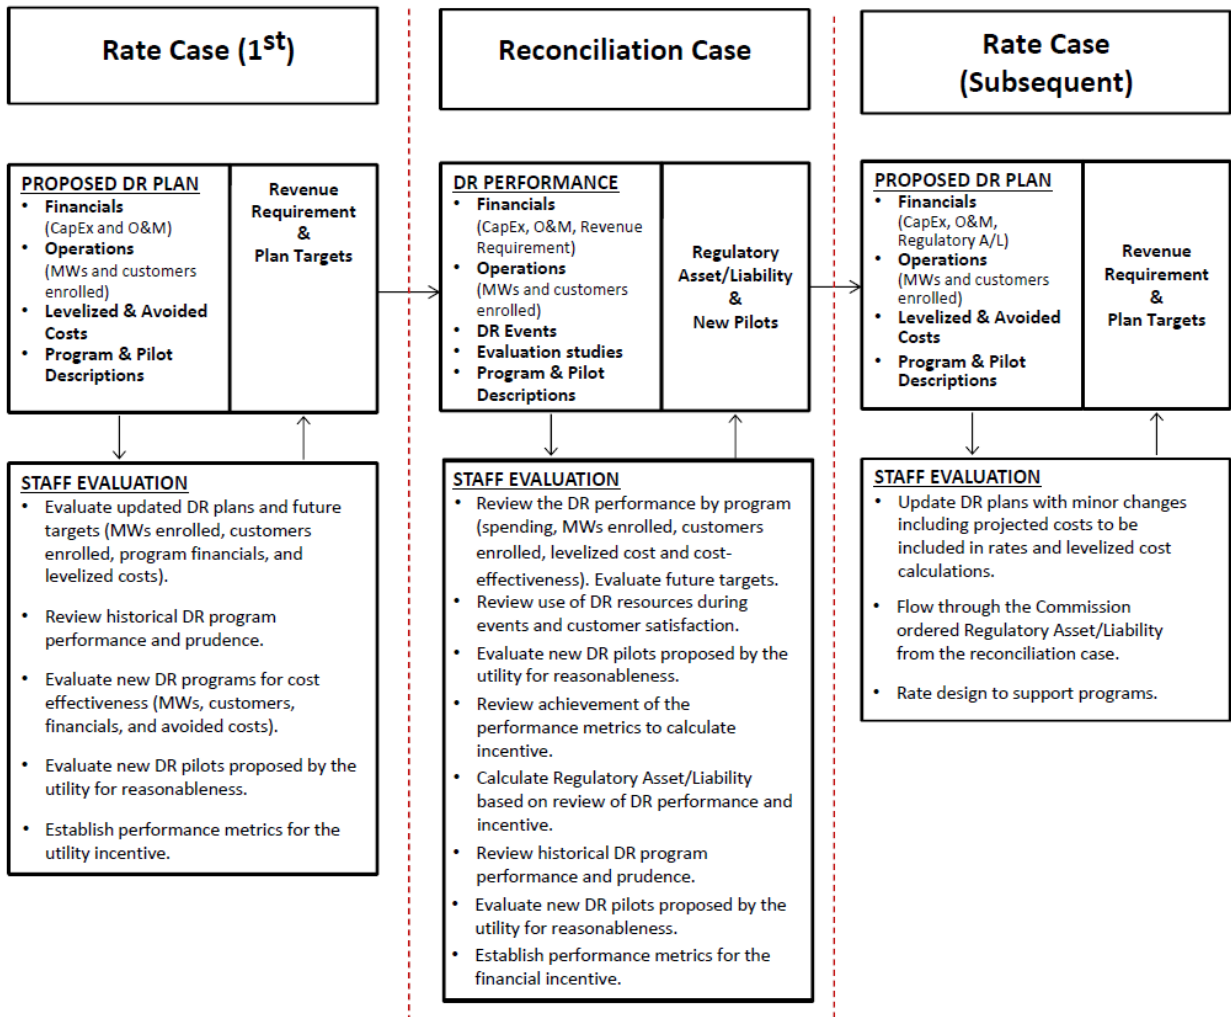 Rate Case (1st)
Reconciliation Case
Rate Case
(Subsequent)
PROPOSED DR PLAN
• Financials
(CapEx and O&M)
• Operations
(MWs and customers
enrolled)
• Levelized & Avoided
Costs
• Program & Pilot
Descriptions
Revenue
Requirement
&
Plan Targets
DR PERFORMANCE
• Financials
(CapEx, O&M, Revenue
Requirement)
• Operations
(MWs and customers
enrolled)
• DR Events
• Evaluation studies
• Program & Pilot
Descriptions
Regulatory
Asset/Liability
&
New Pilots
PROPOSED DR PLAN
• Financials
(CapEx, O&M,
Regulatory A/L)
• Operations
(MWs and customers
enrolled)
• Levelized & Avoided
Costs
• Program & Pilot
Descriptions
Revenue
Requirement
&
Plan Targets
STAFF EVALUATION
• Evaluate updated DR plans and future
targets (MWs enrolled, customers
enrolled, program financials, and
levelized costs).
• Review historical DR program
performance and prudence.
• Evaluate new DR programs for cost
effectiveness (MWs, customers,
financials, and avoided costs).
• Evaluate new DR pilots proposed by the
utility for reasonableness.
• Establish performance metrics for the
utility incentive.
STAFF EVALUATION
• Review the DR performance by program
(spending, MWs enrolled, customers
enrolled, levelized cost and cost-
effectiveness). Evaluate future targets.
• Review use of DR resources during
events and customer satisfaction.
• Evaluate new DR pilots proposed by the
utility for reasonableness.
• Review achievement of the
performance metrics to calculate
incentive.
• Calculate Regulatory Asset/Liability
based on review of DR performance and
incentive.
• Review historical DR program
performance and prudence.
• Evaluate new DR pilots proposed by the
utility for reasonableness.
• Establish performance metrics for the
financial incentive.
STAFF EVALUATION
• Update DR plans with minor changes
including projected costs to be
included in rates and levelized cost
calculations.
• Flow through the Commission
ordered Regulatory Asset/Liability
from the reconciliation case.
• Rate design to support programs.